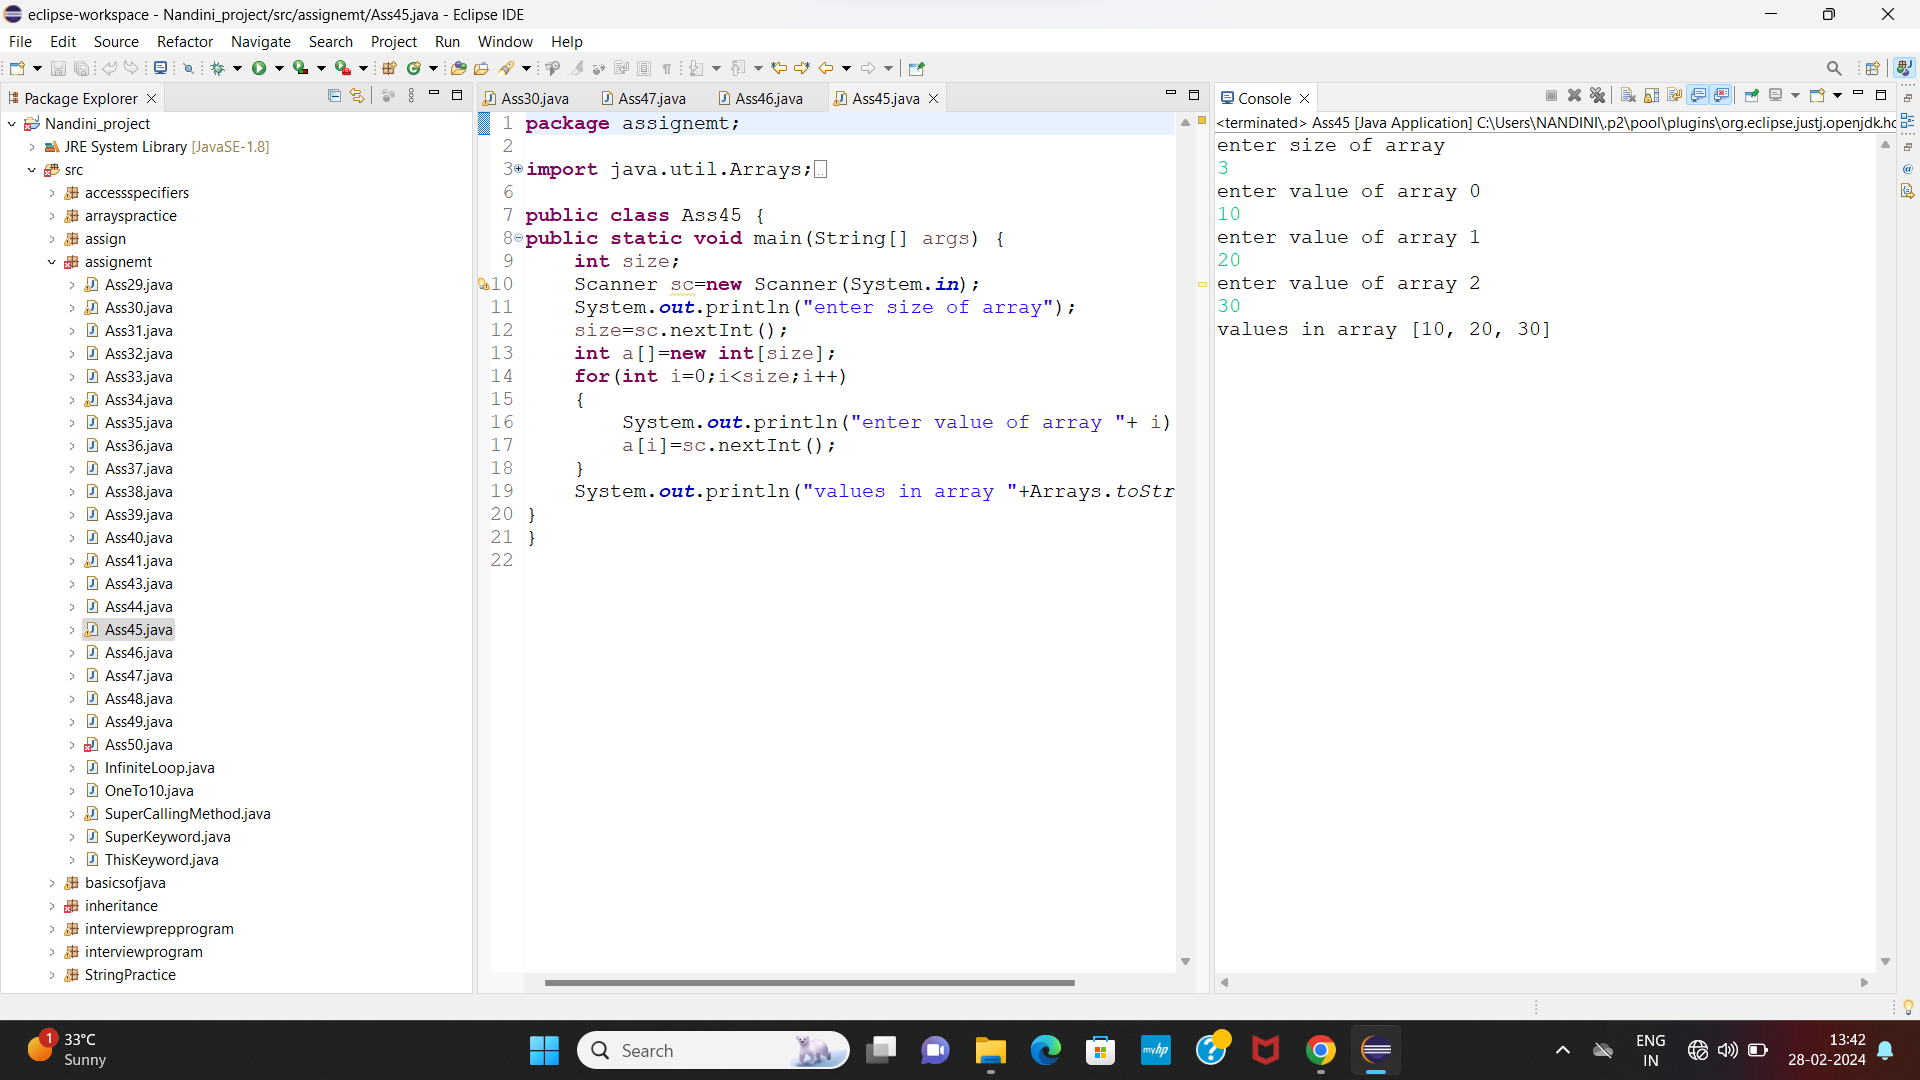 eclipse-workspace - Nandini_project/src/assignemt/Ass45.java - Eclipse IDE
File Edit Source Refactor Navigate Search Project Run Window Help
Package Explorer
Nandini_project
JRE System Library [JavaSE-1.8]
src
accessspecifiers
arrayspractice
assign
assignemt
Ass29.java
Ass30.java
Ass31.java
Ass32.java
Ass33.java
Ass34.java
Ass35.java
Ass36.java
Ass37.java
Ass38.java
Ass39.java
Ass40.java
Ass41.java
Ass43.java
Ass44.java
Ass45.java
Ass46.java
Ass47.java
Ass48.java
Ass49.java
Ass50.java
InfiniteLoop.java
OneTo10.java
SuperCallingMethod.java
SuperKeyword.java
ThisKeyword.java
basicsofjava
inheritance
interviewprepprogram
interviewprogram
StringPractice
Ass30.java Ass47.java Ass46.java Ass45.java
1 package assignemt;
2
3 import java.util.Arrays;
6
7 public class Ass45 {
8 public static void main(String[] args) {
9 int size;
10 Scanner sc=new Scanner(System.in);
11 System.out.println("enter size of array");
12 size=sc.nextInt();
13 int a[]=new int[size];
14 for(int i=0;i<size;i++)
15 {
16 System.out.println("enter value of array "+ i)
17 a[i]=sc.nextInt();
18 }
19 System.out.println("values in array "+Arrays.toStr
20 }
21 }
22
Console
<terminated> Ass45 [Java Application] C:\Users\NANDINI\.p2\pool\plugins\org.eclipse.justj.openjdk.ho
enter size of array
3
enter value of array 0
10
enter value of array 1
20
enter value of array 2
30
values in array [10, 20, 30]
1
33°C
Sunny
Search
myhp
ENG
IN
13:42
28-02-2024